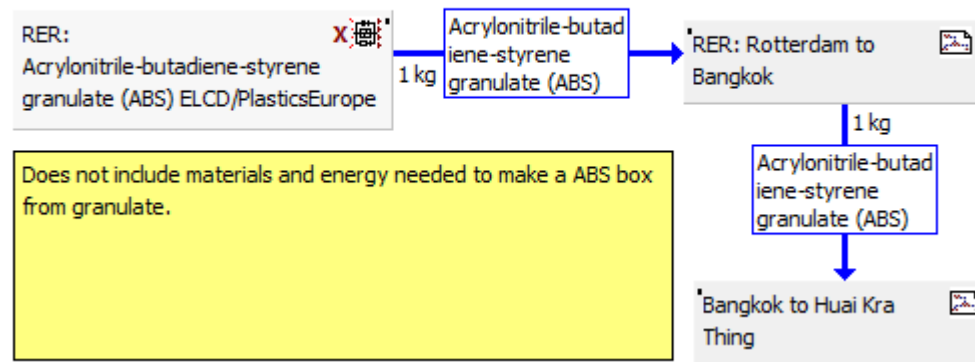 RER:
Acrylonitrile-butadiene-styrene
granulate (ABS) ELCD/PlasticsEurope
X
1 kg
Acrylonitrile-butad
iene-styrene
granulate (ABS)
RER: Rotterdam to
Bangkok
1 kg
Acrylonitrile-butad
iene-styrene
granulate (ABS)
Does not include materials and energy needed to make a ABS box
from granulate.
Bangkok to Huai Kra
Thing